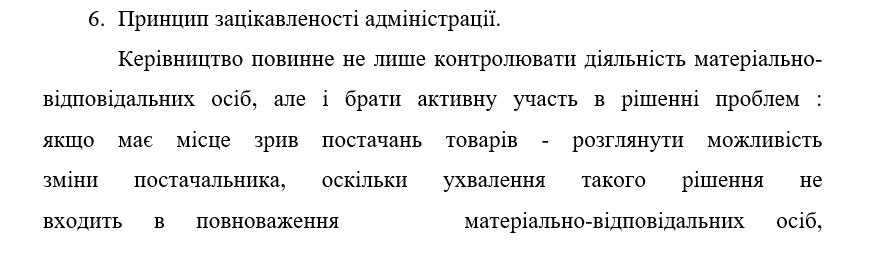 6. Принцип зацікавленості адміністрації.
Керівництво повинне не лише контролювати діяльність матеріально-
відповідальних осіб, але і брати активну участь в рішенні проблем :
якщо має місце зрив постачань товарів - розглянути можливість
зміни постачальника, оскільки ухвалення такого рішення не
входить в повноваження матеріально-відповідальних осіб,